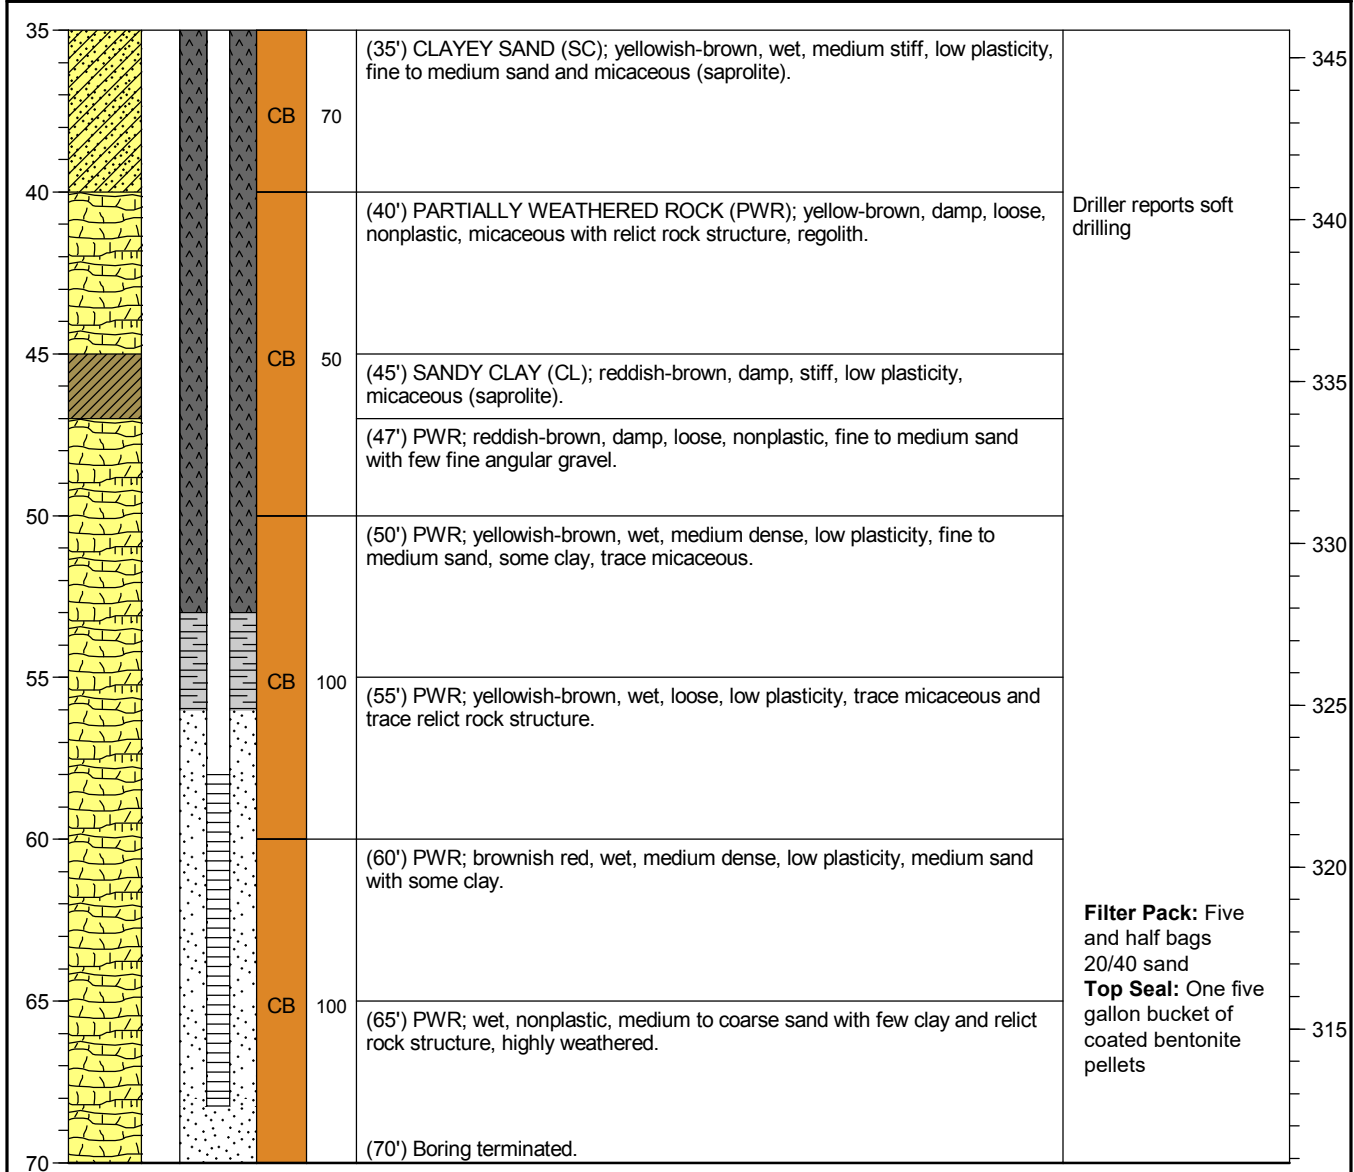 35
(35') CLAYEY SAND (SC); yellowish-brown, wet, medium stiff, low plasticity,
fine to medium sand and micaceous (saprolite).
345
CB
70
40
(40') PARTIALLY WEATHERED ROCK (PWR); yellow-brown, damp, loose,
nonplastic, micaceous with relict rock structure, regolith.
Driller reports soft
drilling
340
45
CB
50
(45') SANDY CLAY (CL); reddish-brown, damp, stiff, low plasticity,
micaceous (saprolite).
335
(47') PWR; reddish-brown, damp, loose, nonplastic, fine to medium sand
with few fine angular gravel.
50
(50') PWR; yellowish-brown, wet, medium dense, low plasticity, fine to
medium sand, some clay, trace micaceous.
330
55
CB
100
(55') PWR; yellowish-brown, wet, loose, low plasticity, trace micaceous and
trace relict rock structure.
325
60
(60') PWR; brownish red, wet, medium dense, low plasticity, medium sand
with some clay.
320
Filter Pack: Five
and half bags
20/40 sand
Top Seal: One five
gallon bucket of
coated bentonite
pellets
65
CB
100
(65') PWR; wet, nonplastic, medium to coarse sand with few clay and relict
rock structure, highly weathered.
315
(70') Boring terminated.
70